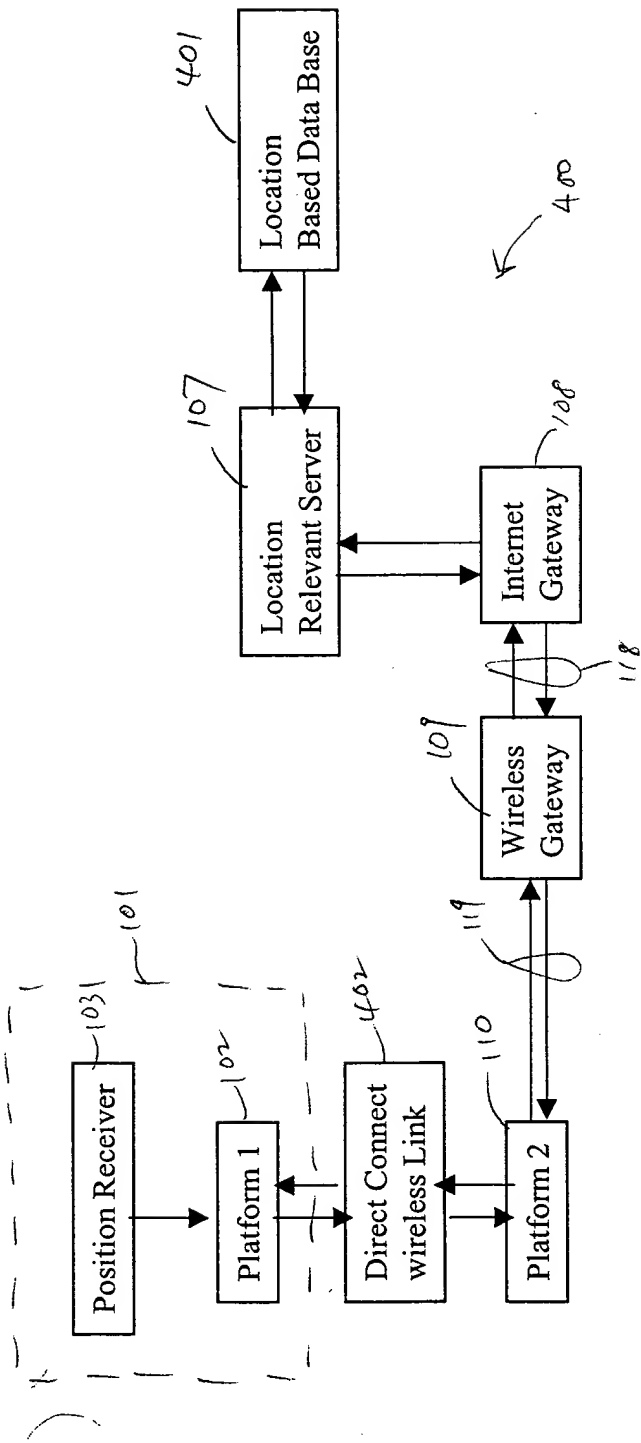 101
103
Position Receiver
102
Platform 1
402
Direct Connect
wireless Link
110
Platform 2
119
109
Wireless
Gateway
118
108
Internet
Gateway
107
Location
Relevant Server
401
Location
Based Data Base
400